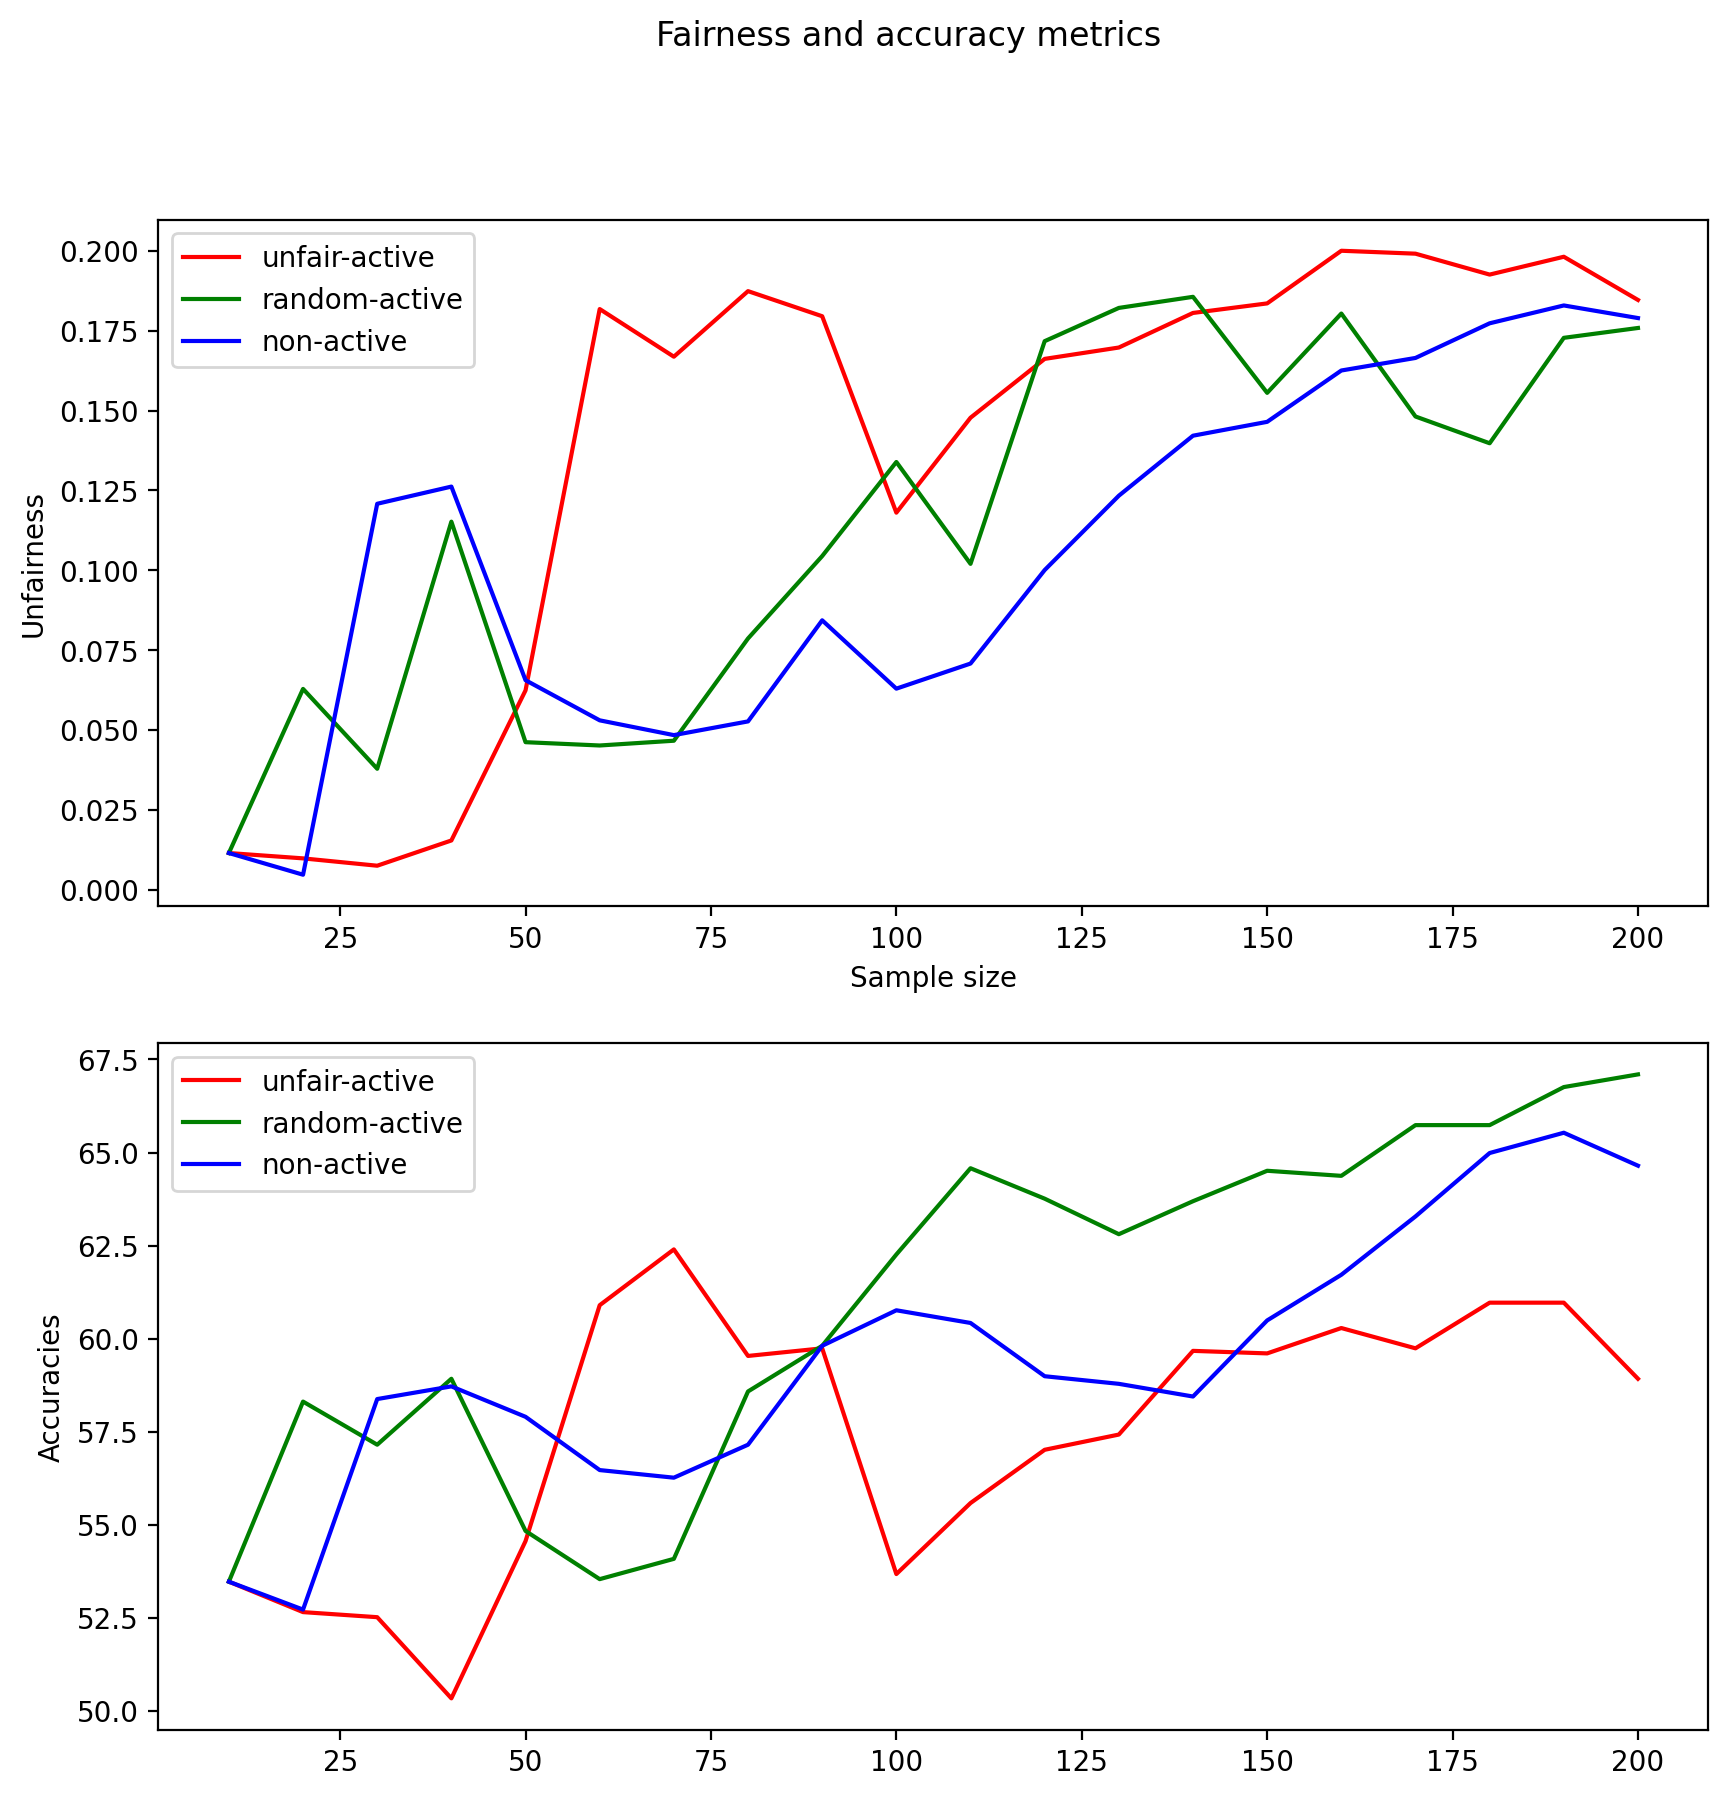 Fairness and accuracy metrics
unfair-active
random-active
non-active
0.200
0.175
0.150
0.125
0.100
0.075
0.050
0.025
0.000
Unfairness
25 50 75 100 125 150 175 200
Sample size
unfair-active
random-active
non-active
67.5
65.0
62.5
60.0
57.5
55.0
52.5
50.0
Accuracies
25 50 75 100 125 150 175 200